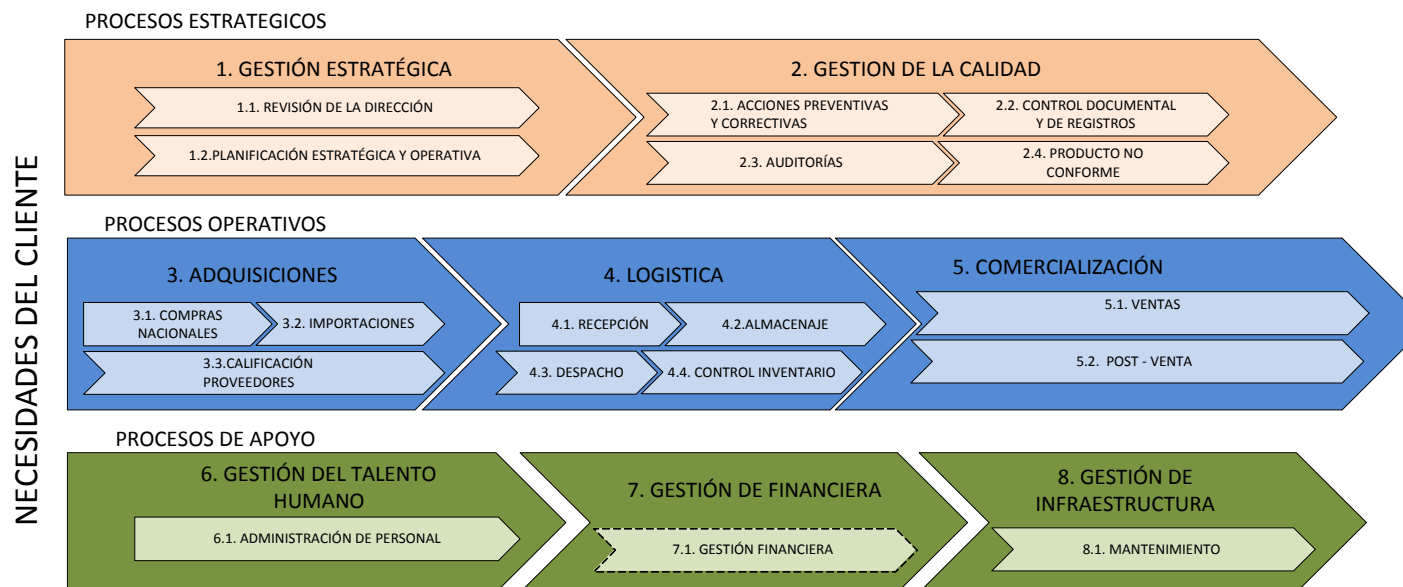 PROCESOS ESTRATEGICOS
1. GESTIÓN ESTRATÉGICA
1.1. REVISIÓN DE LA DIRECCIÓN
1.2.PLANIFICACIÓN ESTRATÉGICA Y OPERATIVA
2. GESTION DE LA CALIDAD
2.1. ACCIONES PREVENTIVAS
Y CORRECTIVAS
2.2. CONTROL DOCUMENTAL
Y DE REGISTROS
2.3. AUDITORÍAS
2.4. PRODUCTO NO
CONFORME
NECESIDADES DEL CLIENTE
PROCESOS OPERATIVOS
3. ADQUISICIONES
3.1. COMPRAS
NACIONALES
3.2. IMPORTACIONES
3.3.CALIFICACIÓN
PROVEEDORES
4. LOGISTICA
4.1. RECEPCIÓN
4.2.ALMACENAJE
4.3. DESPACHO
4.4. CONTROL INVENTARIO
5. COMERCIALIZACIÓN
5.1. VENTAS
5.2. POST - VENTA
PROCESOS DE APOYO
6. GESTIÓN DEL TALENTO
HUMANO
6.1. ADMINISTRACIÓN DE PERSONAL
7. GESTIÓN DE FINANCIERA
7.1. GESTIÓN FINANCIERA
8. GESTIÓN DE
INFRAESTRUCTURA
8.1. MANTENIMIENTO